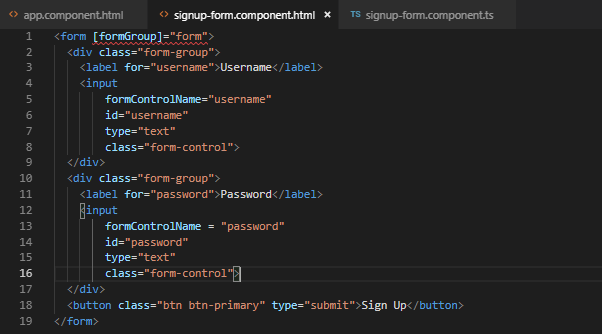 app.component.html signup-form.component.html × TS signup-form.component.ts
1 <form [formGroup]="form">
2 <div class="form-group">
3 <label for="username">Username</label>
4 <input
5 formControlName="username"
6 id="username"
7 type="text"
8 class="form-control">
9 </div>
10 <div class="form-group">
11 <label for="password">Password</label>
12 <input
13 formControlName = "password"
14 id="password"
15 type="text"
16 class="form-control">
17 </div>
18 <button class="btn btn-primary" type="submit">Sign Up</button>
19 </form>